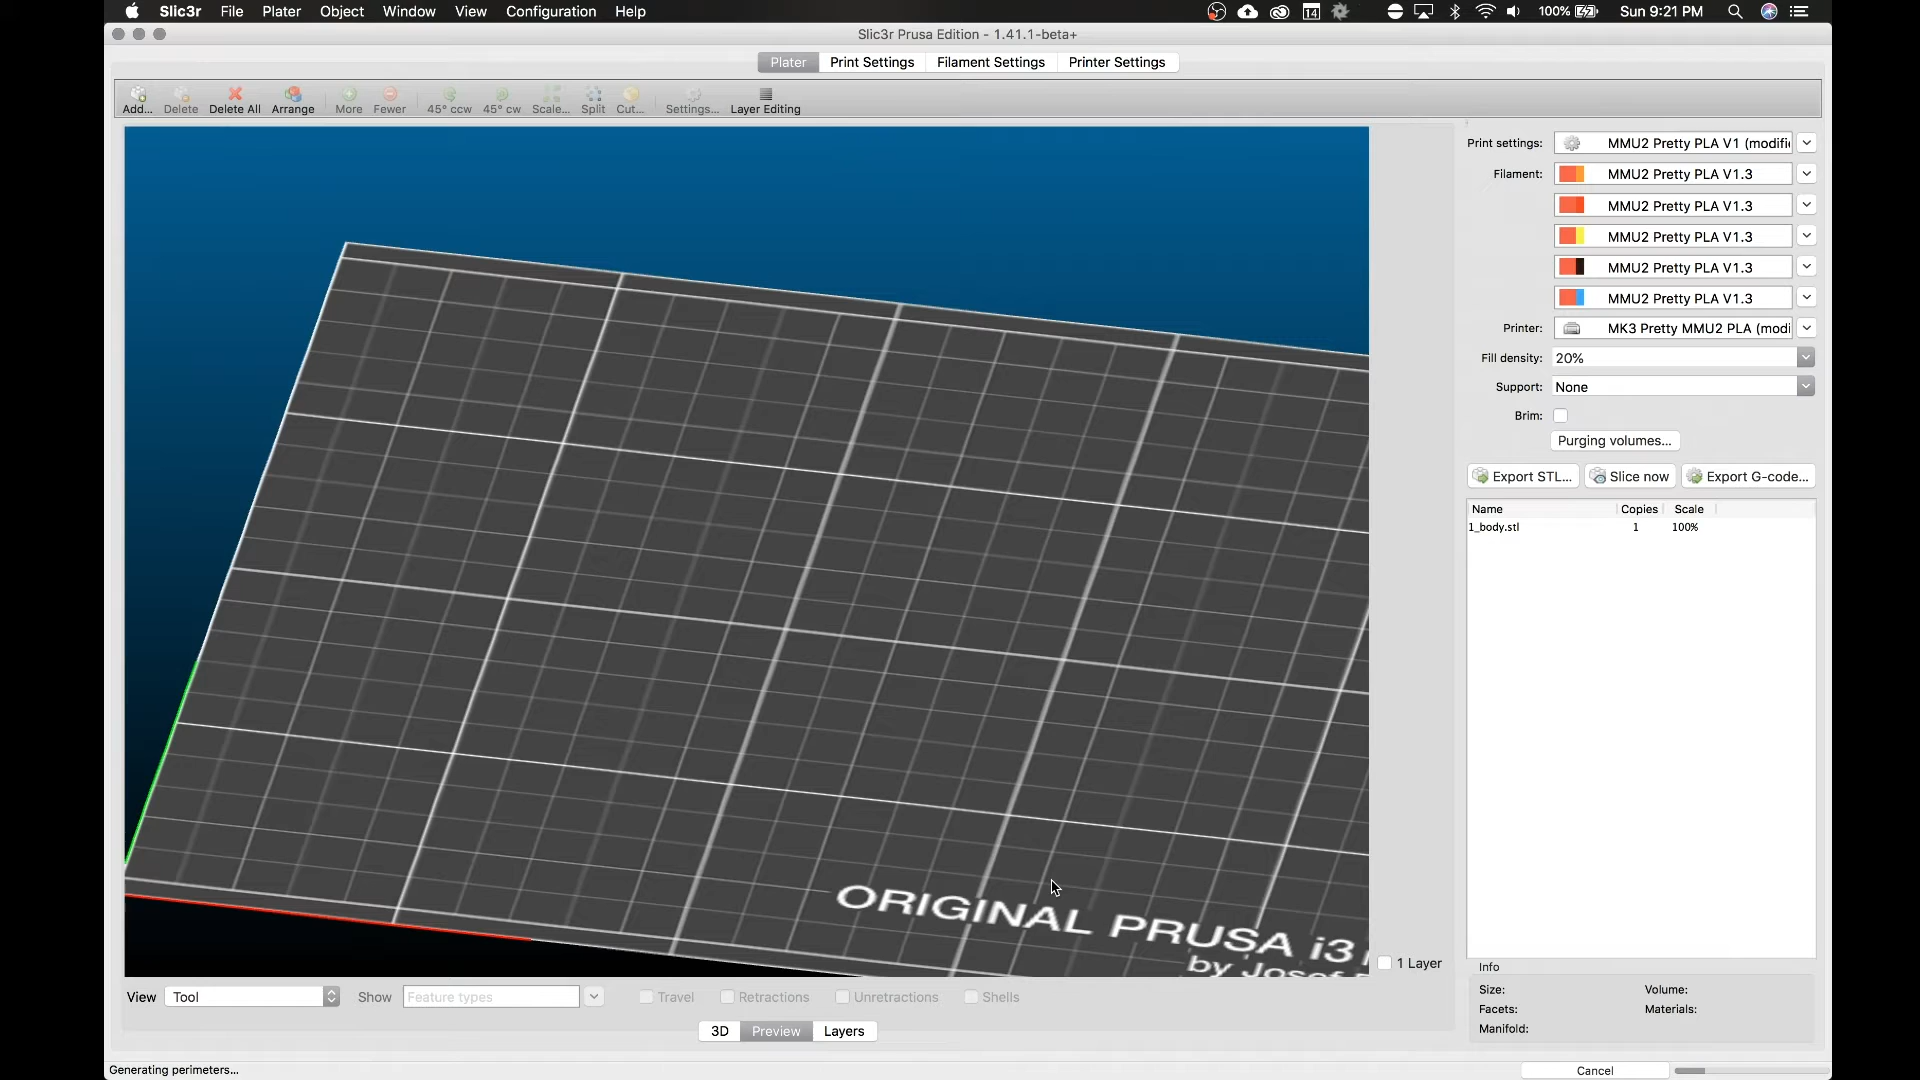 Slic3r File Plater Object Window View Configuration Help 14 100% Sun 9:21 PM
Slic3r Prusa Edition - 1.41.1-beta+
Plater Print Settings Filament Settings Printer Settings
Add... Delete Delete All Arrange More Fewer 45° ccw 45° cw Scale... Split Cut... Settings... Layer Editing
Print settings: MMU2 Pretty PLA V1 (modifi
Filament: MMU2 Pretty PLA V1.3
MMU2 Pretty PLA V1.3
MMU2 Pretty PLA V1.3
MMU2 Pretty PLA V1.3
MMU2 Pretty PLA V1.3
Printer: MK3 Pretty MMU2 PLA (modi
Fill density: 20%
Support: None
Brim:
Purging volumes...
Export STL... Slice now Export G-code...
Name Copies Scale
1_body.stl 1 100%
ORIGINAL PRUSA i3
by Josef
1 Layer
Info
Size: Volume:
Facets: Materials:
Manifold:
View Tool Show Feature types Travel Retractions Unretractions Shells
3D Preview Layers
Generating perimeters... Cancel